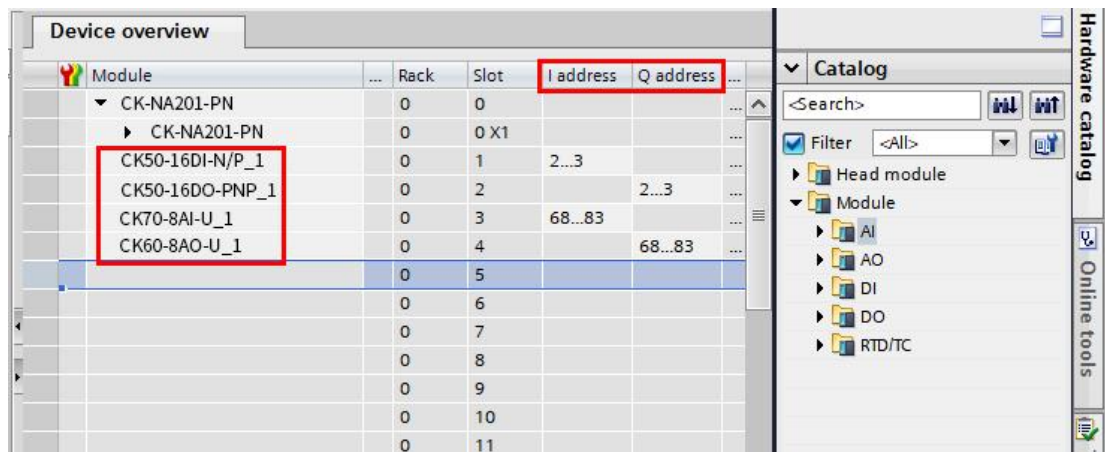 Device overview
Module ... Rack Slot I address Q address ...
CK-NA201-PN 0 0 ...
CK-NA201-PN 0 0 X1 ...
CK50-16DI-N/P_1 0 1 2...3 ...
CK50-16DO-PNP_1 0 2 2...3 ...
CK70-8AI-U_1 0 3 68...83 ...
CK60-8AO-U_1 0 4 68...83 ...
0 5
0 6
0 7
0 8
0 9
0 10
0 11
Catalog
<Search>
Filter <All>
Head module
Module
AI
AO
DI
DO
RTD/TC
Hardware catalog
Online tools